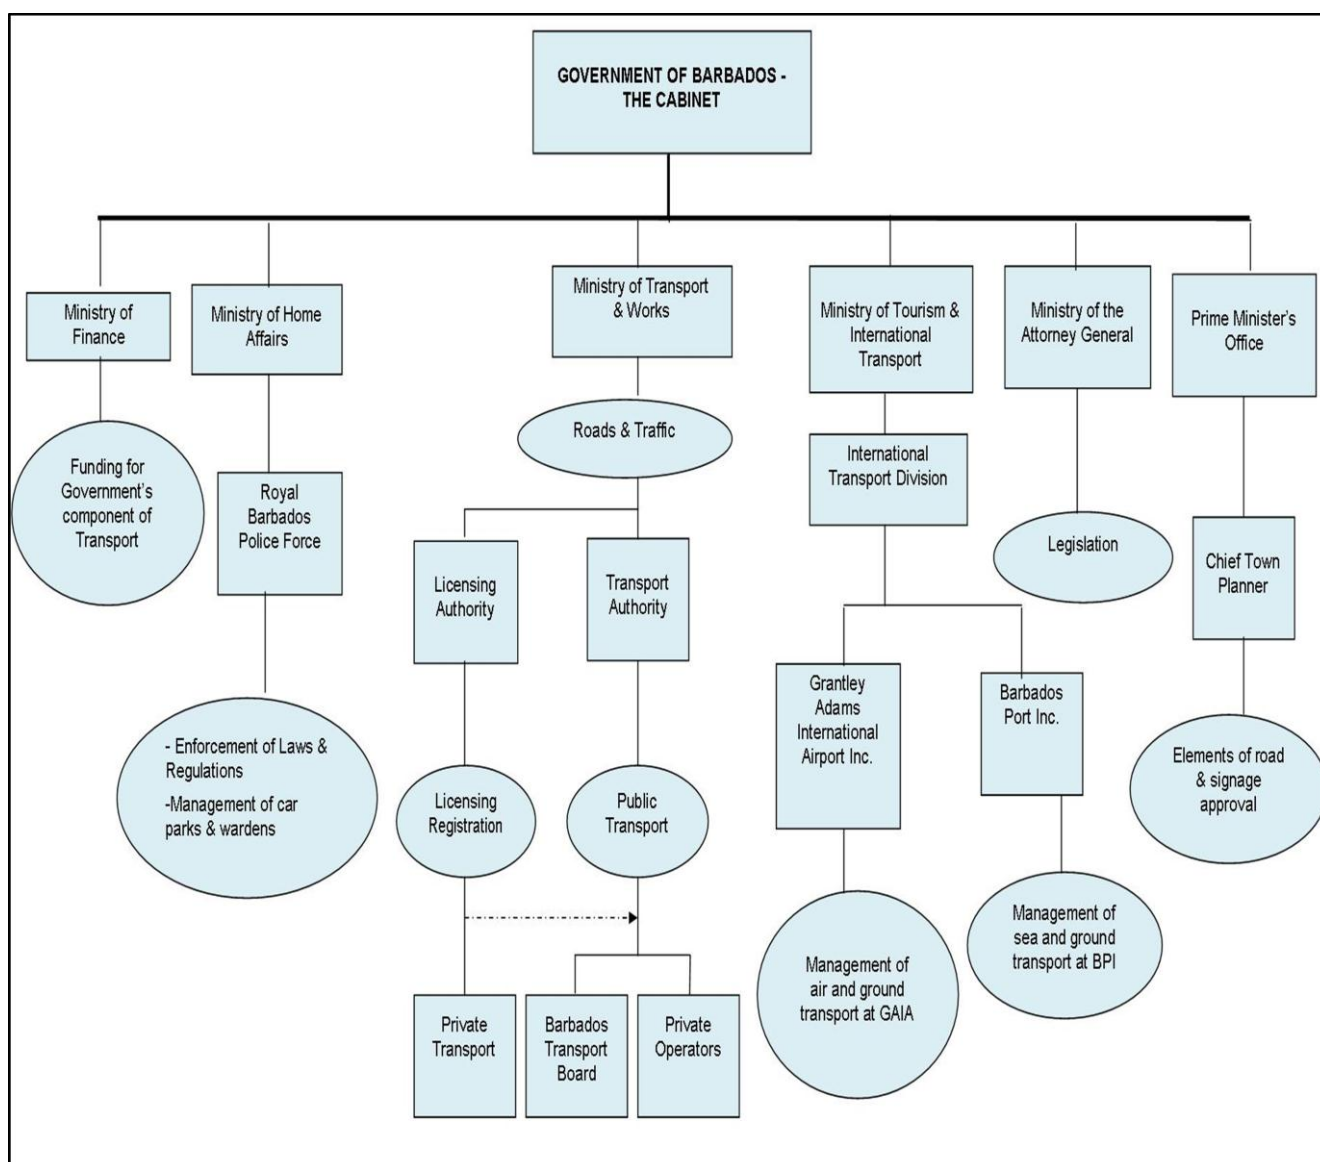 GOVERNMENT OF BARBADOS -
THE CABINET
Ministry of
Finance
Ministry of Home
Affairs
Ministry of Transport
& Works
Ministry of Tourism &
International
Transport
Ministry of the
Attorney General
Prime Minister's
Office
Funding for
Government's
component of
Transport
Royal
Barbados
Police Force
Roads & Traffic
International
Transport Division
Legislation
Chief Town
Planner
Licensing
Authority
Transport
Authority
Grantley
Adams
International
Airport Inc.
Barbados
Port Inc.
- Enforcement of Laws &
Regulations
-Management of car
parks & wardens
Licensing
Registration
Public
Transport
Elements of road
& signage
approval
Management of
air and ground
transport at GAIA
Management of
sea and ground
transport at BPI
Private
Transport
Barbados
Transport
Board
Private
Operators